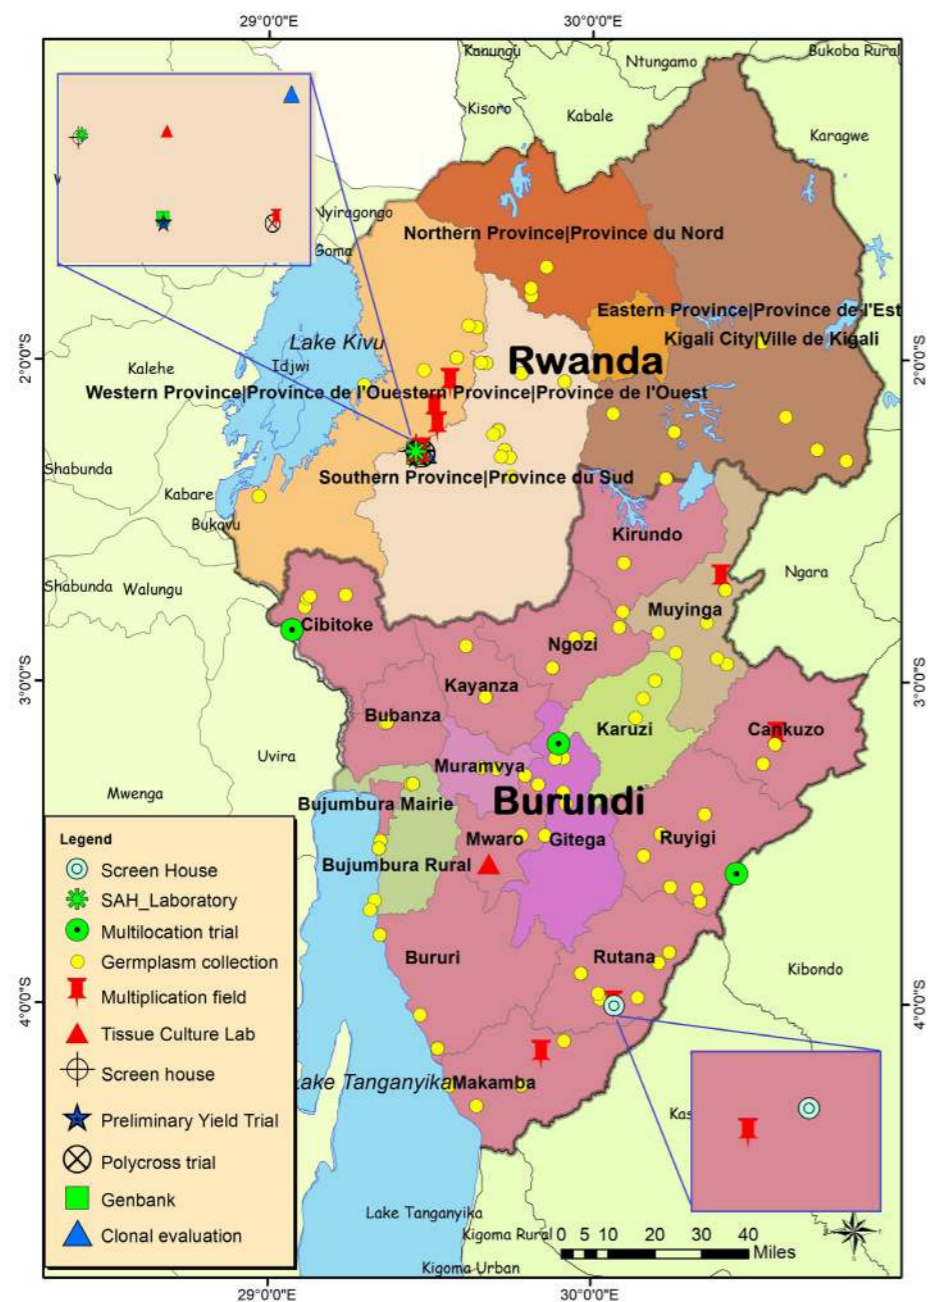 29°0'0"E
30°0'0"E
Kanungu
Ntungamo
Bukoba Rural
Kisoro
Kabale
Karagwe
Nyiragongo
Goma
Northern Province|Province du Nord
Eastern Province|Province de l'Est
Kigali City|Ville de Kigali
Lake Kivu
Idjwi
Kalehe
Rwanda
2°0'0"S
2°0'0"S
Western Province|Province de l'Ouestern Province|Province de l'Ouest
Shabunda
Southern Province|Province du Sud
Kabare
Bukavu
Kirundo
Ngara
Shabunda
Walungu
Muyinga
Cibitoke
Ngozi
Kayanza
3°0'0"S
3°0'0"S
Bubanza
Karuzi
Cankuzo
Uvira
Muramvya
Mwenga
Bujumbura Mairie
Burundi
Mwaro
Gitega
Ruyigi
Bujumbura Rural
Bururi
Rutana
Kibondo
4°0'0"S
4°0'0"S
Lake Tanganyika
Makamba
Kas
Legend
Screen House
SAH_Laboratory
Multilocation trial
Germplasm collection
Multiplication field
Tissue Culture Lab
Screen house
Preliminary Yield Trial
Polycross trial
Genbank
Clonal evaluation
Lake Tanganyika
Kigoma Rural
Kigoma Urban
0 5 10 20 30 40
Miles
29°0'0"E
30°0'0"E